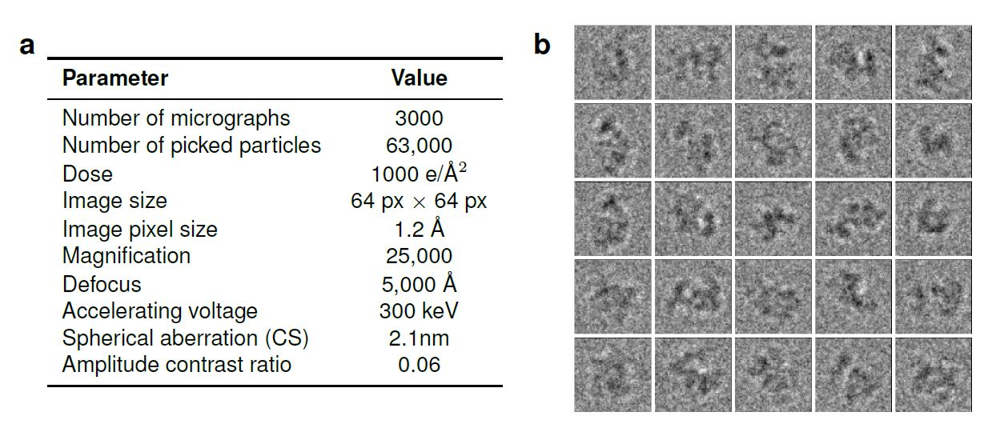 a
Parameter Value
Number of micrographs 3000
Number of picked particles 63,000
Dose 1000 e/Å²
Image size 64 px × 64 px
Image pixel size 1.2 Å
Magnification 25,000
Defocus 5,000 Å
Accelerating voltage 300 keV
Spherical aberration (CS) 2.1nm
Amplitude contrast ratio 0.06
b